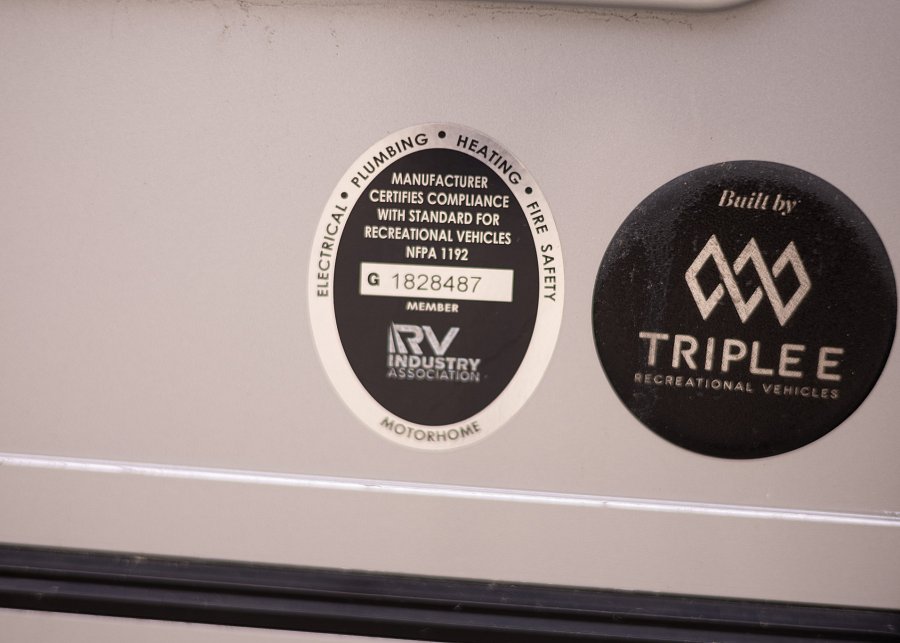 ELECTRICAL • PLUMBING • HEATING • FIRE SAFETY
MANUFACTURER
CERTIFIES COMPLIANCE
WITH STANDARD FOR
RECREATIONAL VEHICLES
NFPA 1192
G 1828487
MEMBER
RV
INDUSTRY
ASSOCIATION
MOTORHOME
Built by
TRIPLE E
RECREATIONAL VEHICLES